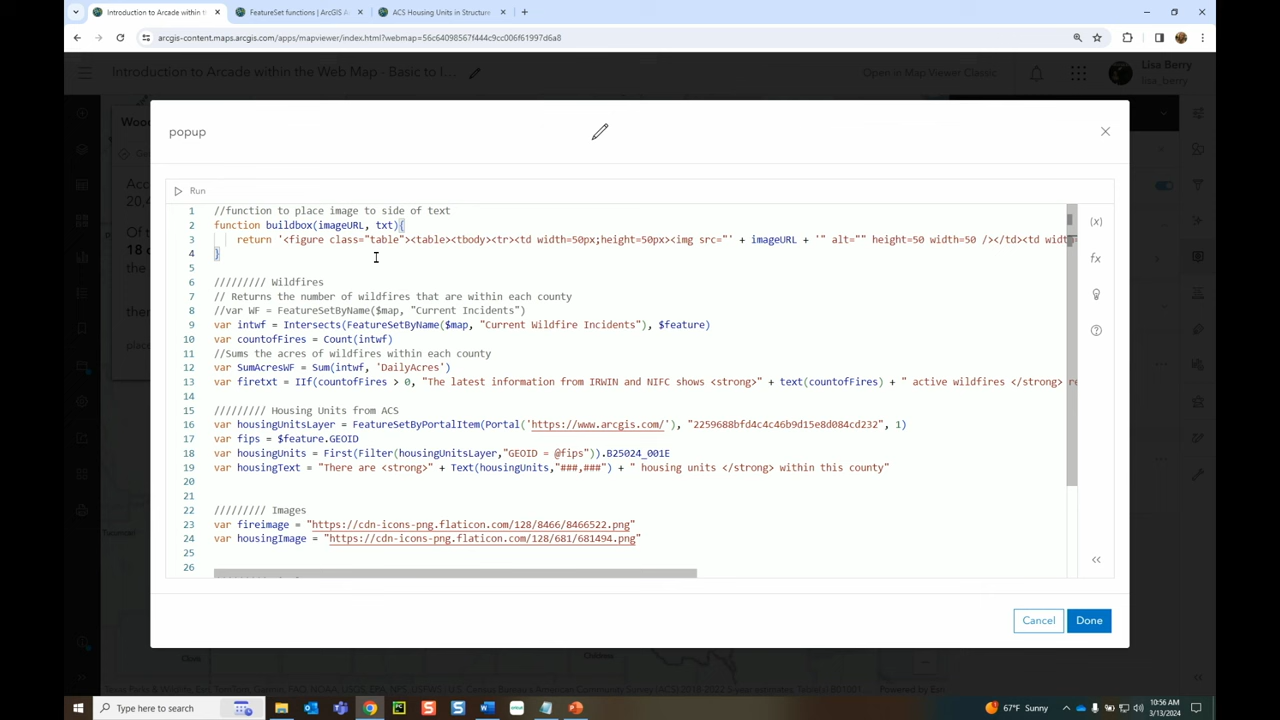 Introduction to Arcade within t
FeatureSet functions | ArcGIS A
ACS Housing Units in Structure
arcgis-content.maps.arcgis.com/apps/mapviewer/index.html?webmap=56c64098567f444c9cc006f61997d6a8
Introduction to Arcade within the Web Map - Basic to I...
Open in Map Viewer Classic
Lisa Berry
lisa_berry
popup
Run
1 //function to place image to side of text
2 function buildbox(imageURL, txt){
3 return '<figure class="table"><table><tbody><tr><td width=50px;height=50px><img src="' + imageURL + '" alt="" height=50 width=50 /></td><td width
4 }
5
6 ///////// Wildfires
7 // Returns the number of wildfires that are within each county
8 //var WF = FeatureSetByName($map, "Current Incidents")
9 var intwf = Intersects(FeatureSetByName($map, "Current Wildfire Incidents"), $feature)
10 var countofFires = Count(intwf)
11 //Sums the acres of wildfires within each county
12 var SumAcresWF = Sum(intwf, 'DailyAcres')
13 var firetxt = IIf(countofFires > 0, "The latest information from IRWIN and NIFC shows <strong>" + text(countofFires) + " active wildfires </strong> re
14
15 ///////// Housing Units from ACS
16 var housingUnitsLayer = FeatureSetByPortalItem(Portal('https://www.arcgis.com/'), "2259688bfd4c4c46b9d15e8d084cd232", 1)
17 var fips = $feature.GEOID
18 var housingUnits = First(Filter(housingUnitsLayer,"GEOID = @fips")).B25024_001E
19 var housingText = "There are <strong>" + Text(housingUnits,"###,###") + " housing units </strong> within this county"
20
21
22 ///////// Images
23 var fireimage = "https://cdn-icons-png.flaticon.com/128/8466/8466522.png"
24 var housingImage = "https://cdn-icons-png.flaticon.com/128/681/681494.png"
25
26
Cancel
Done
Wood
Acc
20,4
Of t
18 c
the
ther
place
Type here to search
67°F Sunny
10:56 AM
3/13/2024